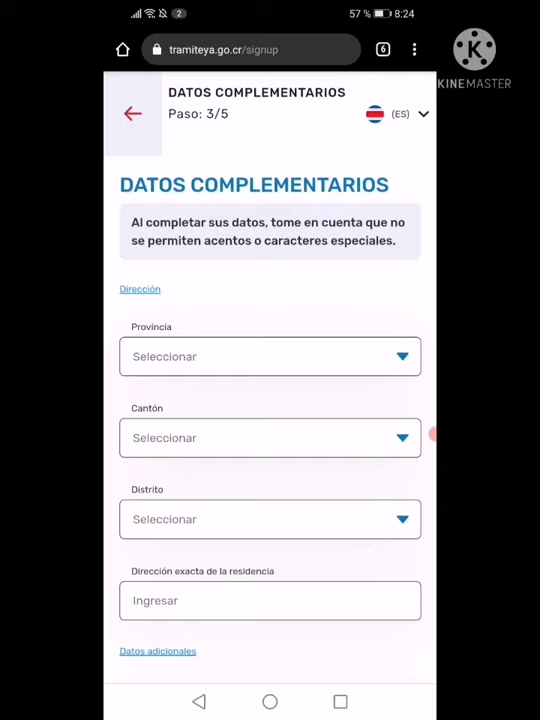 2
57 %
8:24
tramiteya.go.cr/signup
6
K
KINEMASTER
DATOS COMPLEMENTARIOS
Paso: 3/5
(ES)
DATOS COMPLEMENTARIOS
Al completar sus datos, tome en cuenta que no
se permiten acentos o caracteres especiales.
Dirección
Provincia
Seleccionar
Cantón
Seleccionar
Distrito
Seleccionar
Dirección exacta de la residencia
Ingresar
Datos adicionales